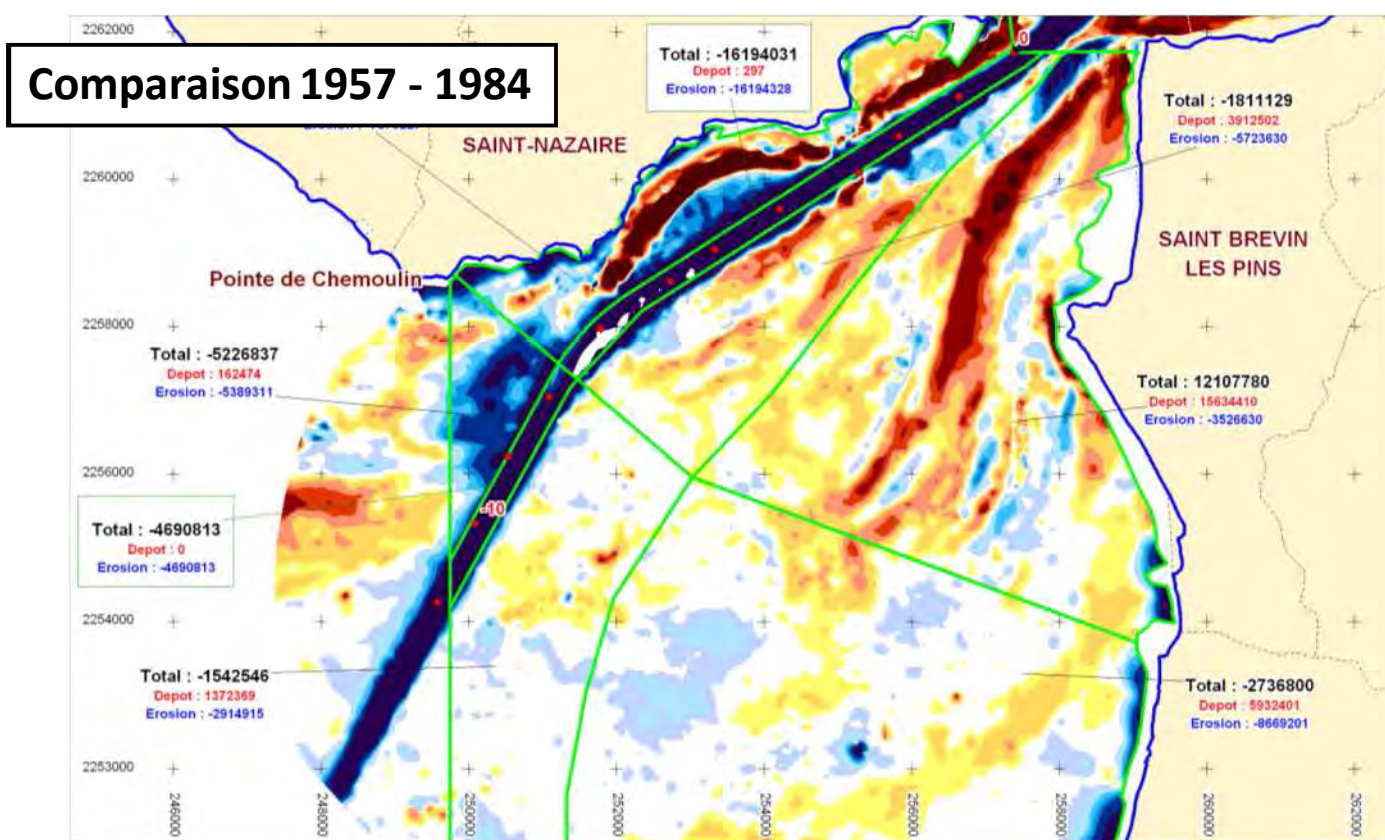 2262000
Comparaison 1957 - 1984
Total : -16194031
Depot : 297
Erosion : -16194328
0
Total : -1811129
Depot : 3912502
Erosion : -5723630
SAINT-NAZAIRE
2260000
SAINT BREVIN
LES PINS
Pointe de Chemoulin
2258000
Total : -5226837
Depot : 162474
Erosion : -5389311
Total : 12107780
Depot : 15634410
Erosion : -3526630
2256000
-10
Total : -4690813
Depot : 0
Erosion : -4690813
2254000
Total : -1542546
Depot : 1372369
Erosion : -2914915
Total : -2736800
Depot : 5932401
Erosion : -8669201
2253000
246000
248000
250000
252000
254000
256000
258000
260000
262000